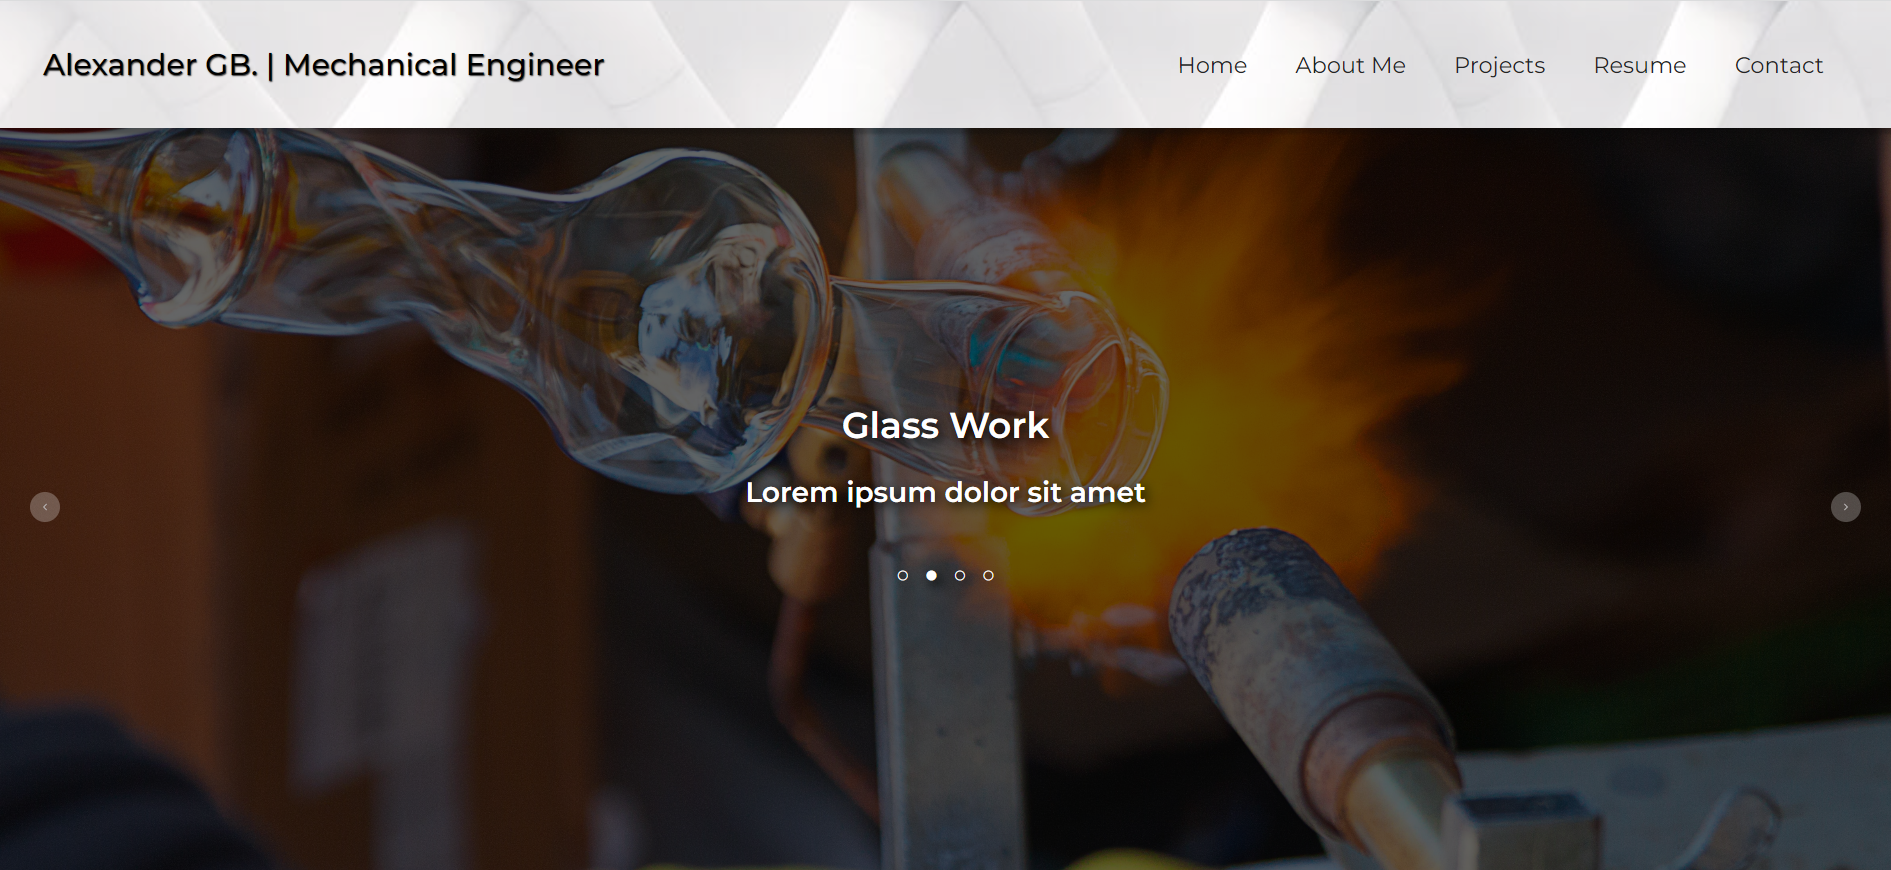 Alexander GB. | Mechanical Engineer
Home About Me Projects Resume Contact
Glass Work
Lorem ipsum dolor sit amet